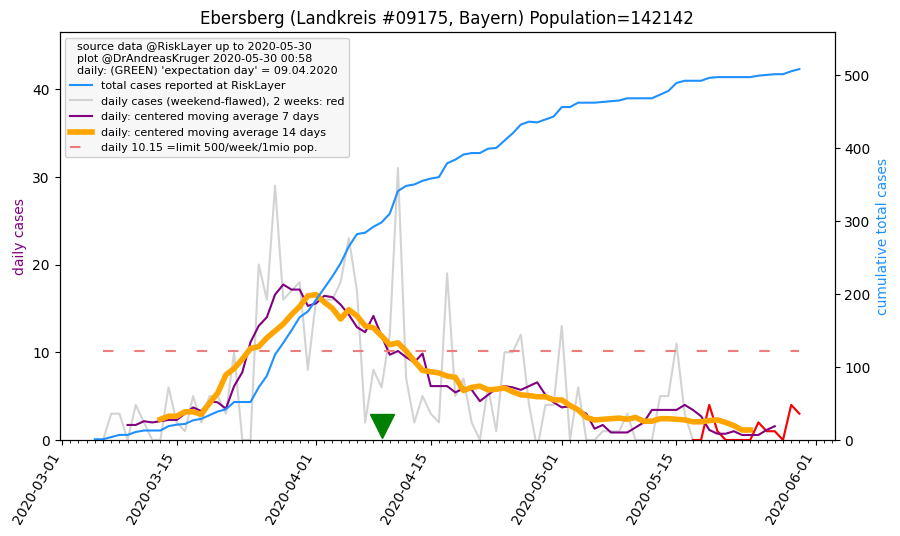 Ebersberg (Landkreis #09175, Bayern) Population=142142
source data @RiskLayer up to 2020-05-30
plot @DrAndreasKruger 2020-05-30 00:58
daily: (GREEN) 'expectation day' = 09.04.2020
total cases reported at RiskLayer
daily cases (weekend-flawed), 2 weeks: red
daily: centered moving average 7 days
daily: centered moving average 14 days
daily 10.15 =limit 500/week/1mio pop.
daily cases
40
30
20
10
0
cumulative total cases
500
400
300
200
100
0
2020-03-01
2020-03-15
2020-04-01
2020-04-15
2020-05-01
2020-05-15
2020-06-01